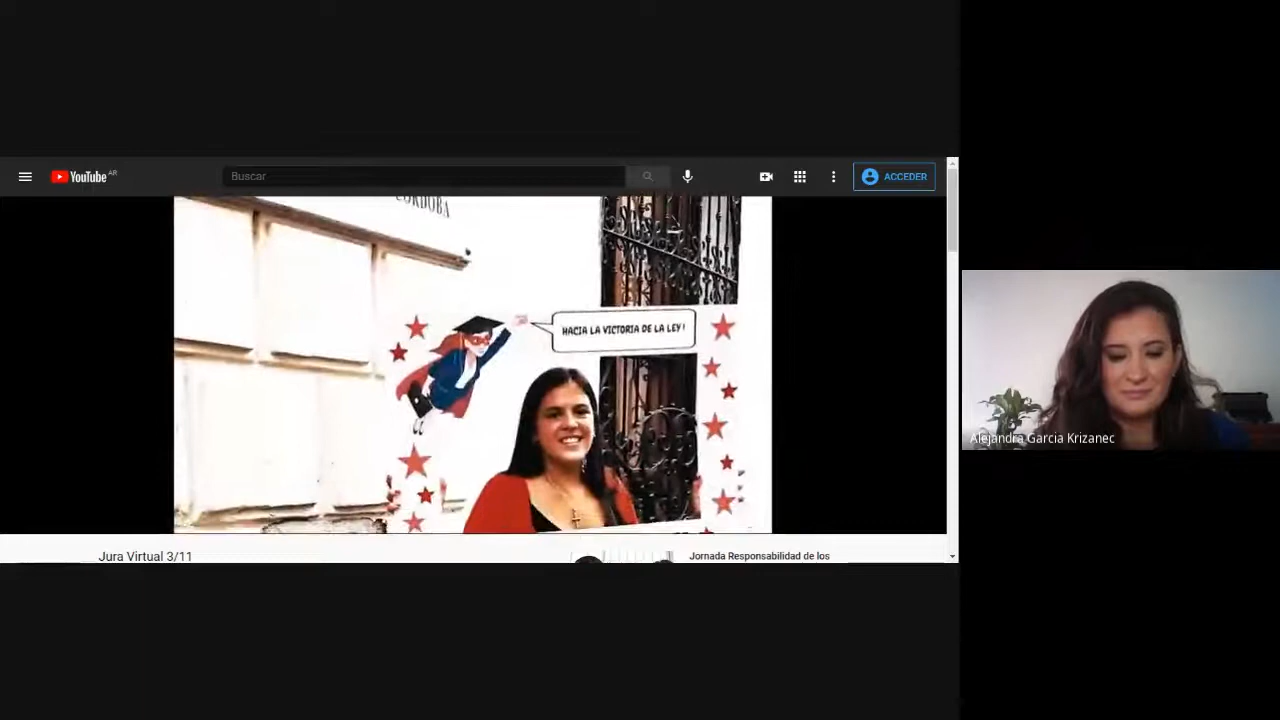 YouTube AR
Buscar
ACCEDER
CÓRDOBA
HACIA LA VICTORIA DE LA LEY!
Alejandra Garcia Krizanec
Jura Virtual 3/11
Jornada Responsabilidad de los